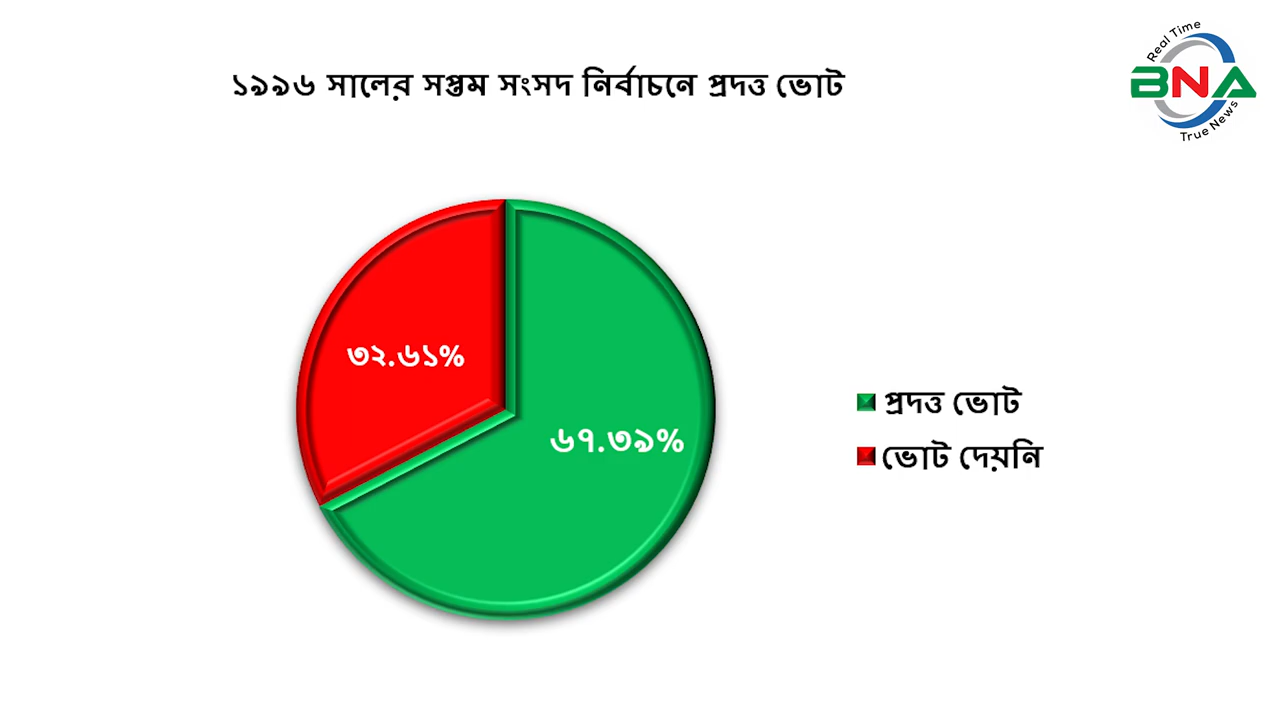 ১৯৯৬ সালের সপ্তম সংসদ নির্বাচনে প্রদত্ত ভোট
Real Time
BNA
True News
৩২.৬১%
৬৭.৩৯%
প্রদত্ত ভোট
ভোট দেয়নি